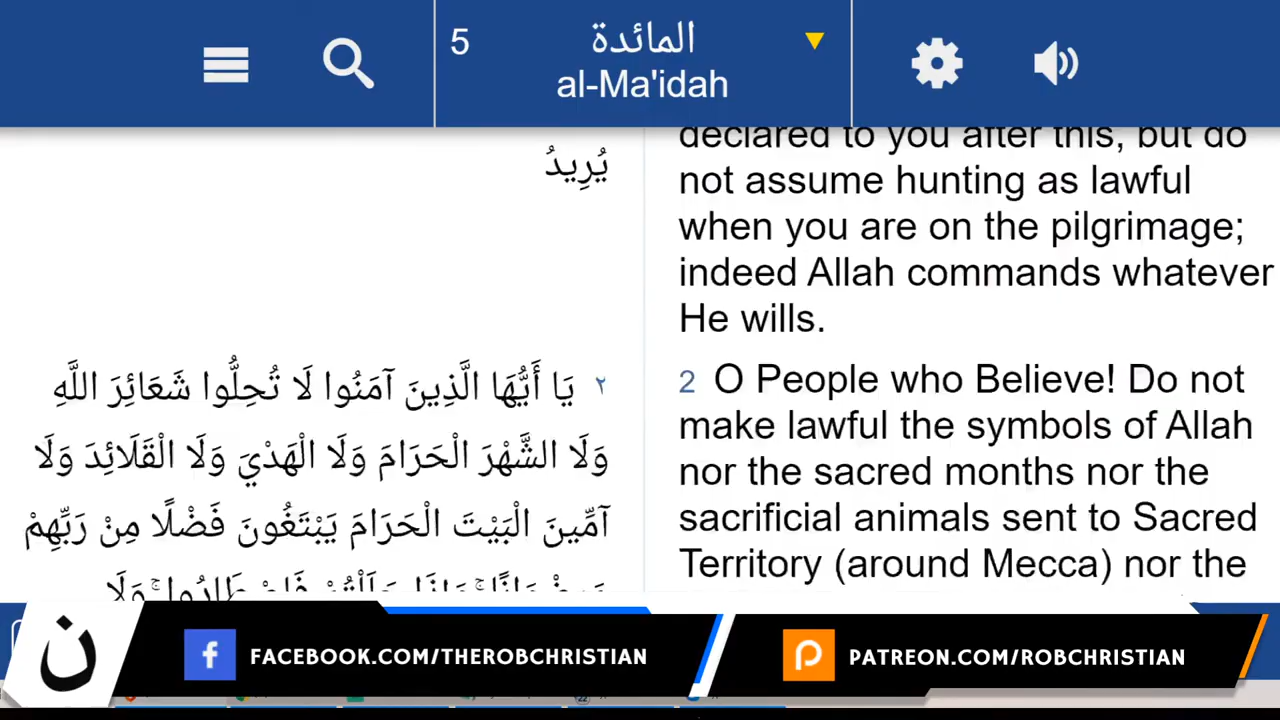 5
المائدة
al-Ma'idah
يُرِيدُ
declared to you after this, but do
not assume hunting as lawful
when you are on the pilgrimage;
indeed Allah commands whatever
He wills.
٢ يَا أَيُّهَا الَّذِينَ آمَنُوا لَا تُحِلُّوا شَعَائِرَ اللَّهِ
وَلَا الشَّهْرَ الْحَرَامَ وَلَا الْهَدْيَ وَلَا الْقَلَائِدَ وَلَا
آمِّينَ الْبَيْتَ الْحَرَامَ يَبْتَغُونَ فَضْلًا مِنْ رَبِّهِمْ
2 O People who Believe! Do not
make lawful the symbols of Allah
nor the sacred months nor the
sacrificial animals sent to Sacred
Territory (around Mecca) nor the
ن
f FACEBOOK.COM/THEROBCHRISTIAN
PATREON.COM/ROBCHRISTIAN